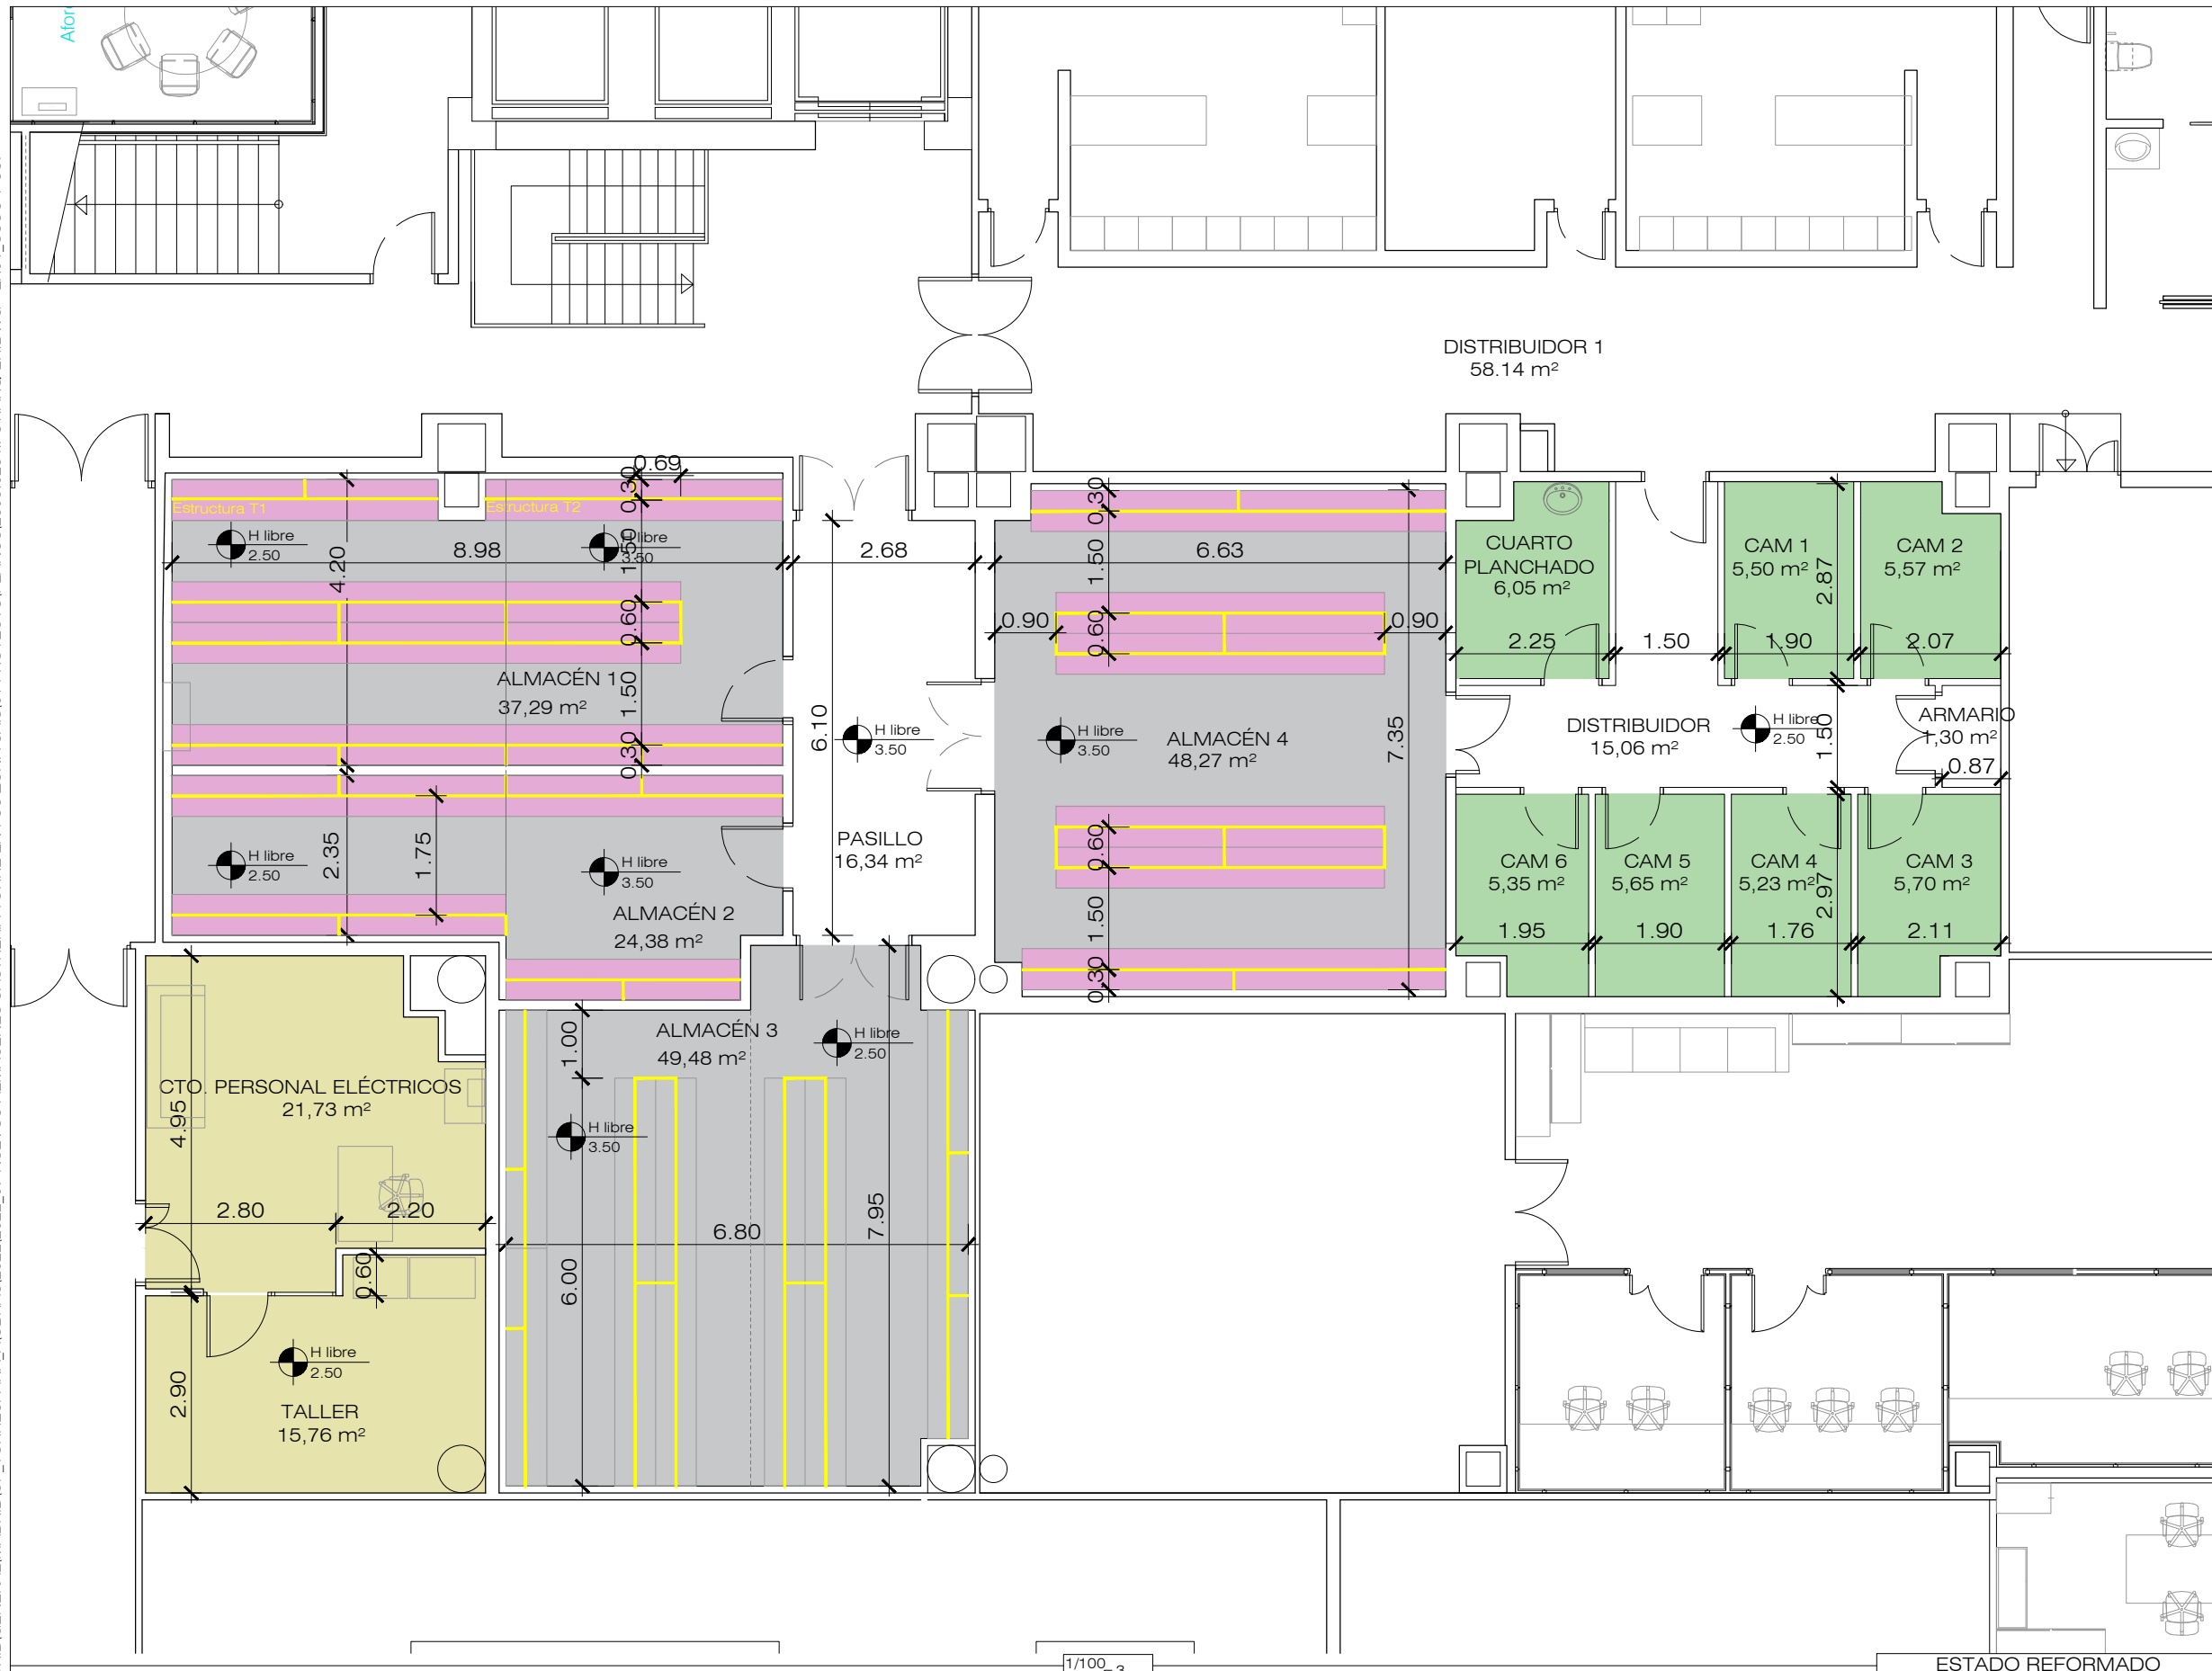 Afor
DISTRIBUIDOR 1
58.14 m²
0.69
0.30
Estructura T1
Estructura T2
H libre
2.50
H libre
3.50
8.98
4.20
1.50
0.60
ALMACÉN 1
37,29 m²
1.50
0.30
2.68
6.10
H libre
3.50
PASILLO
16,34 m²
0.30
1.50
6.63
0.90
0.60
0.90
H libre
3.50
ALMACÉN 4
48,27 m²
7.35
0.60
1.50
0.30
CUARTO
PLANCHADO
6,05 m²
2.25
1.50
CAM 1
5,50 m²
1.90
2.87
CAM 2
5,57 m²
2.07
DISTRIBUIDOR
15,06 m²
H libre
2.50
1.50
ARMARIO
1,30 m²
0.87
CAM 6
5,35 m²
1.95
CAM 5
5,65 m²
1.90
CAM 4
5,23 m²
1.76
2.97
CAM 3
5,70 m²
2.11
H libre
2.50
2.35
1.75
H libre
3.50
ALMACÉN 2
24,38 m²
ALMACÉN 3
49,48 m²
1.00
H libre
2.50
H libre
3.50
6.80
7.95
6.00
CTO. PERSONAL ELÉCTRICOS
21,73 m²
4.95
2.80
2.20
0.60
H libre
2.50
2.90
TALLER
15,76 m²
1/100
3
ESTADO REFORMADO